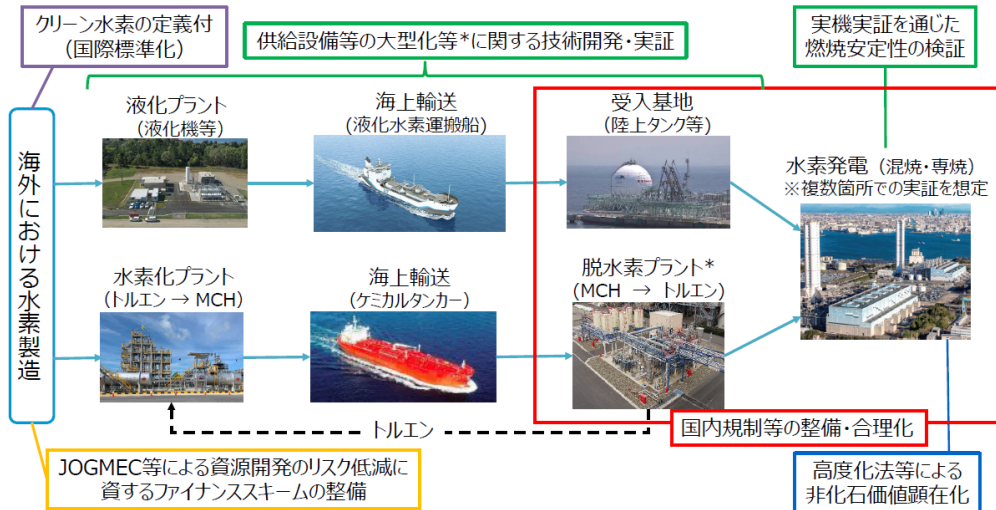 クリーン水素の定義付
(国際標準化)
供給設備等の大型化等*に関する技術開発・実証
実機実証を通じた
燃焼安定性の検証
海外における水素製造
液化プラント
(液化機等)
海上輸送
(液化水素運搬船)
受入基地
(陸上タンク等)
水素発電 (混焼・専焼)
※複数箇所での実証を想定
水素化プラント
(トルエン → MCH)
海上輸送
(ケミカルタンカー)
脱水素プラント*
(MCH → トルエン)
トルエン
国内規制等の整備・合理化
JOGMEC等による資源開発のリスク低減に
資するファイナンススキームの整備
高度化法等による
非化石価値顕在化